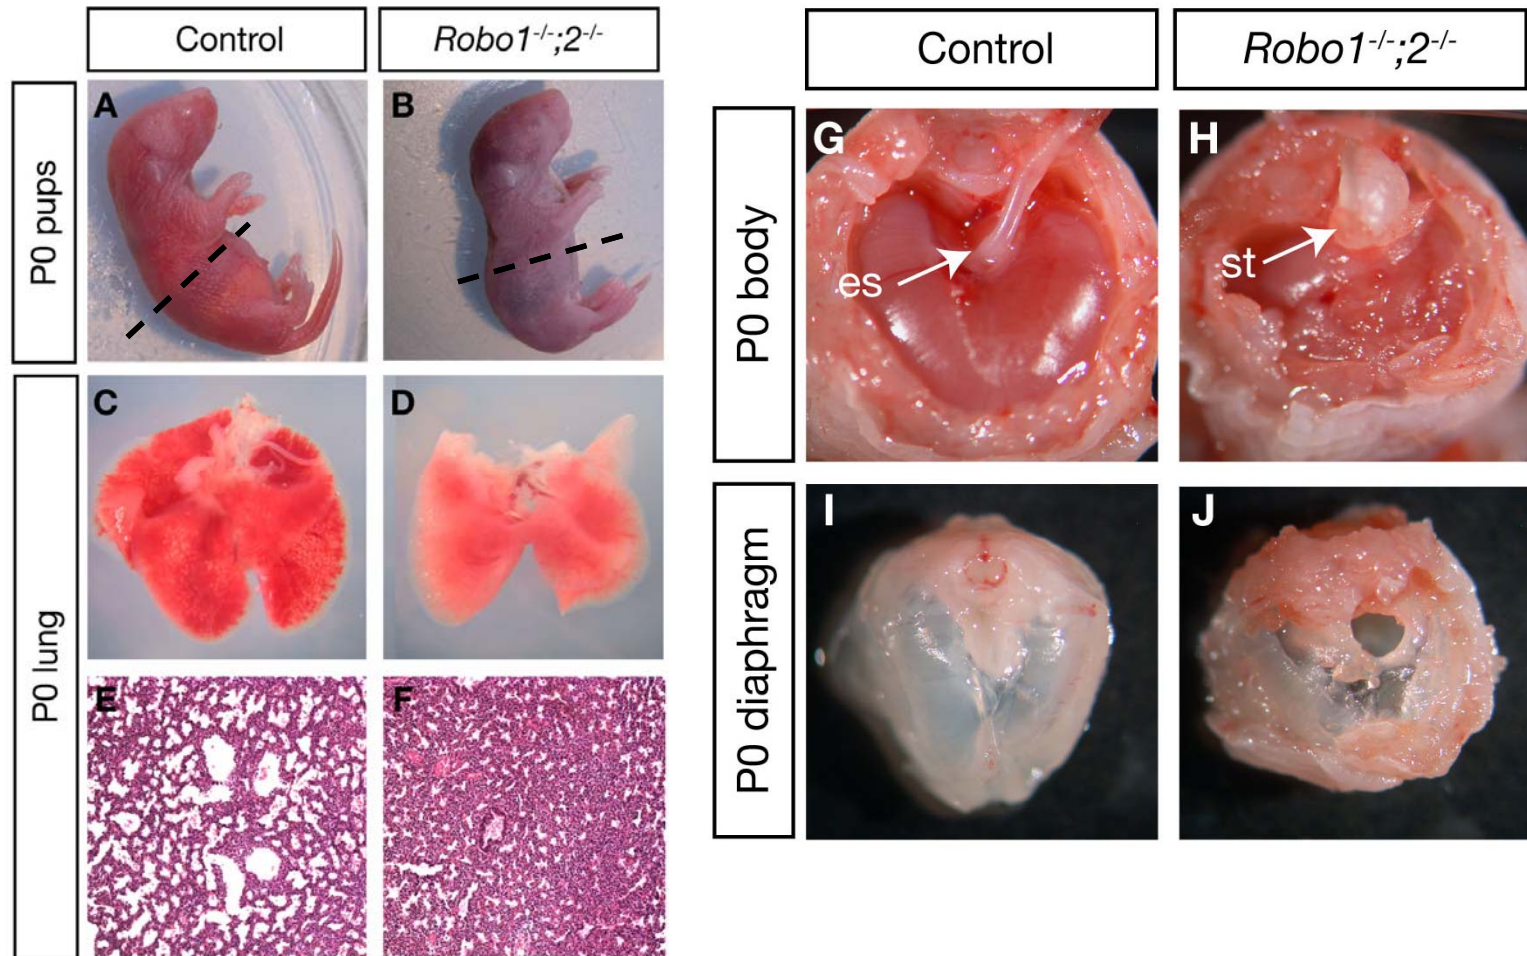 Control
Robo1-/-;2-/-
P0 pups
A
B
P0 lung
C
D
E
F
Control
Robo1-/-;2-/-
P0 body
G
es
H
st
P0 diaphragm
I
J